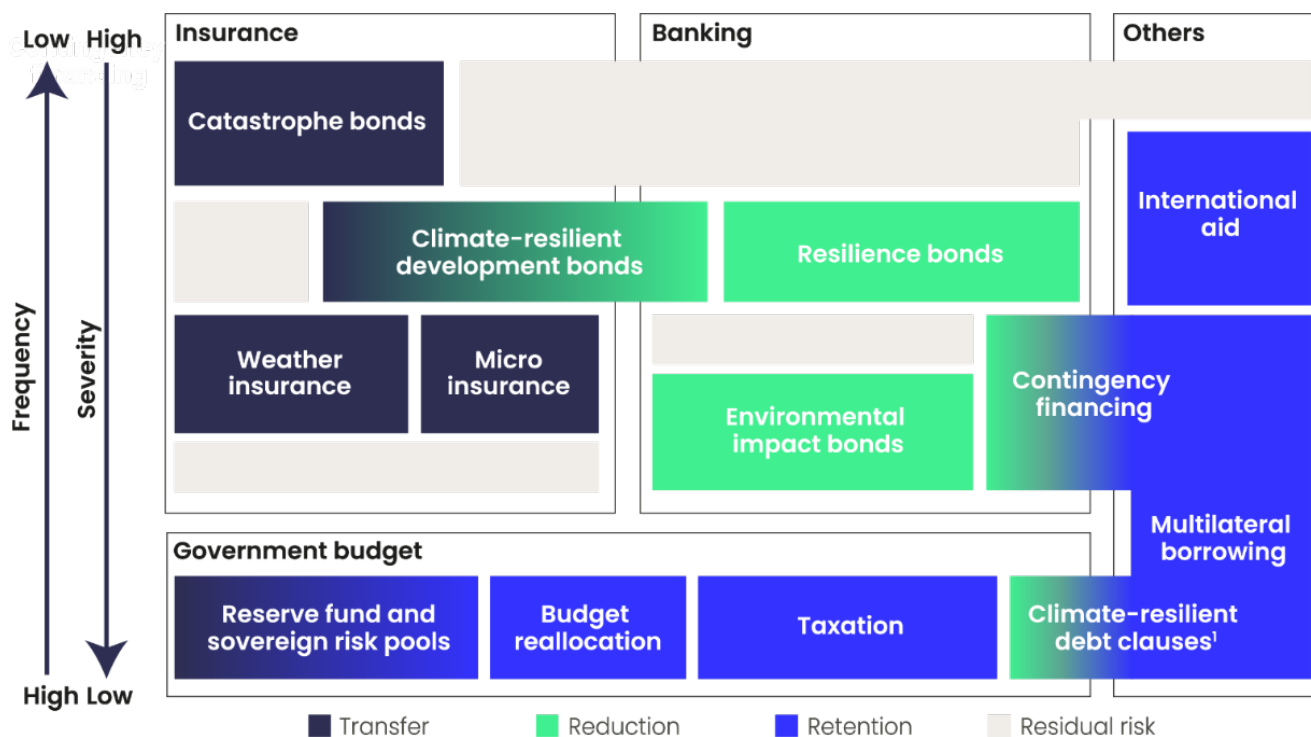 Low High
Insurance
Banking
Others
Catastrophe bonds
International
aid
Climate-resilient
development bonds
Resilience bonds
Weather
insurance
Micro
insurance
Contingency
financing
Environmental
impact bonds
Multilateral
borrowing
Frequency
Severity
Government budget
Reserve fund and
sovereign risk pools
Budget
reallocation
Taxation
Climate-resilient
debt clauses¹
High Low
Transfer
Reduction
Retention
Residual risk